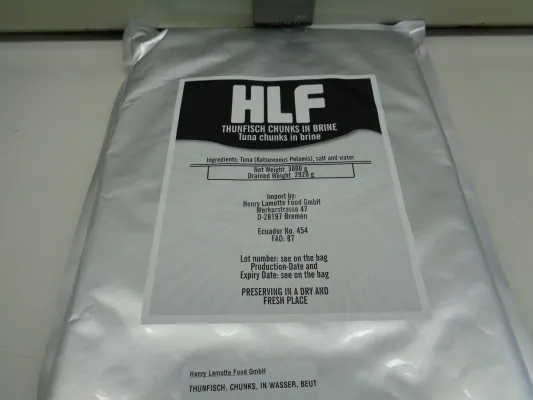 HLF
THUNFISCH CHUNKS IN BRINE
Tuna chunks in brine
Ingredients: Tuna (Katsuwonus Pelamis), salt and water
Net Weight 3000 g
Drained Weight 2920 g
Import by:
Henry Lamotte Food GmbH
Merkurstrasse 47
D-28197 Bremen
Ecuador No. 454
FAO: 87
Lot number: see on the bag
Production-Date and
Expiry Date: see on the bag
PRESERVING IN A DRY AND
FRESH PLACE
Henry Lamotte Food GmbH
THUNFISCH, CHUNKS, IN WASSER, BEUT